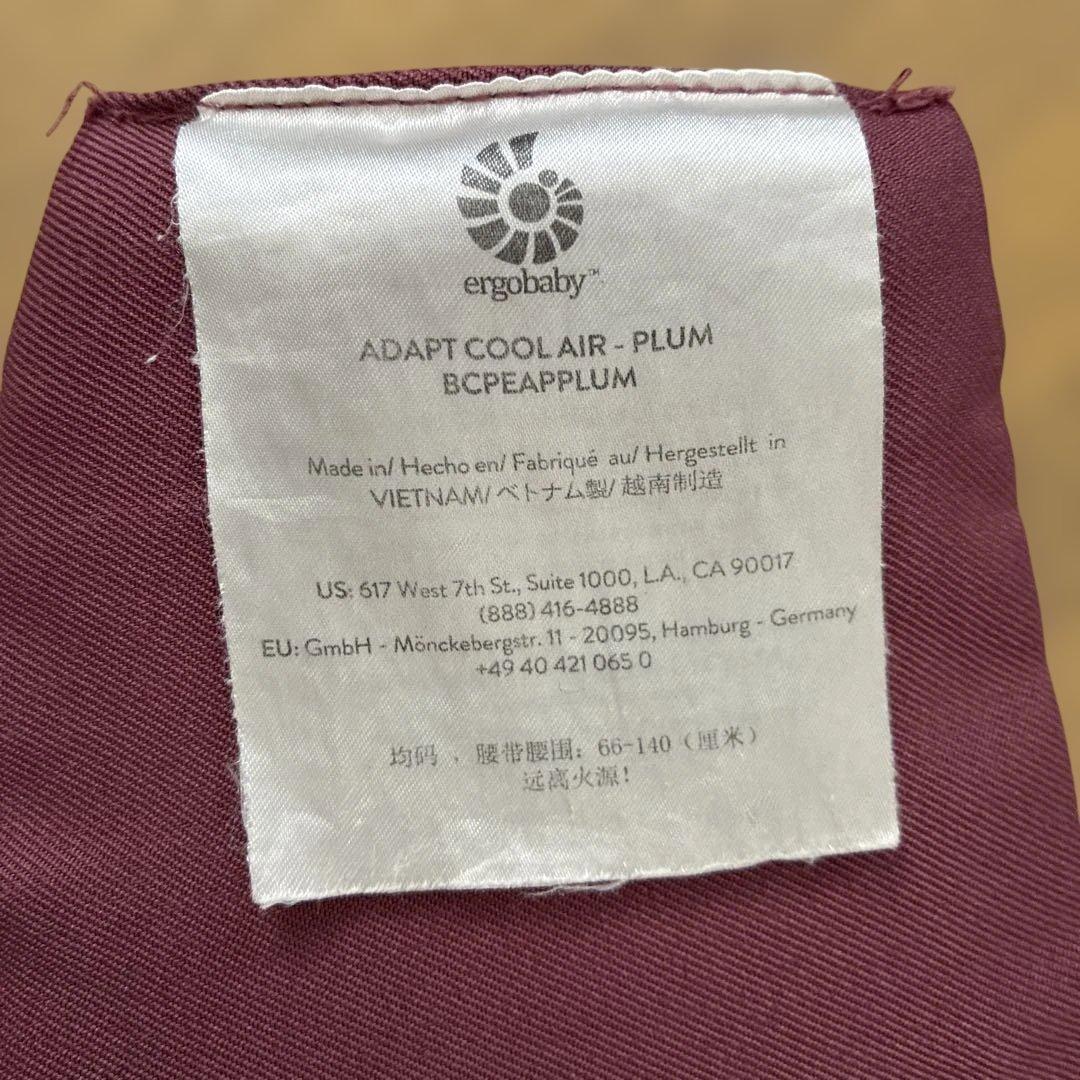 ergobaby™
ADAPT COOL AIR - PLUM
BCPEAPPLUM
Made in/ Hecho en/ Fabriqué au/ Hergestellt in
VIETNAM/ベトナム製/ 越南制造
US: 617 West 7th St., Suite 1000, L.A., CA 90017
(888) 416-4888
EU: GmbH - Mönckebergstr. 11 - 20095, Hamburg - Germany
+49 40 421 065 0
均码 、腰带腰围: 66-140（厘米）
远离火源！